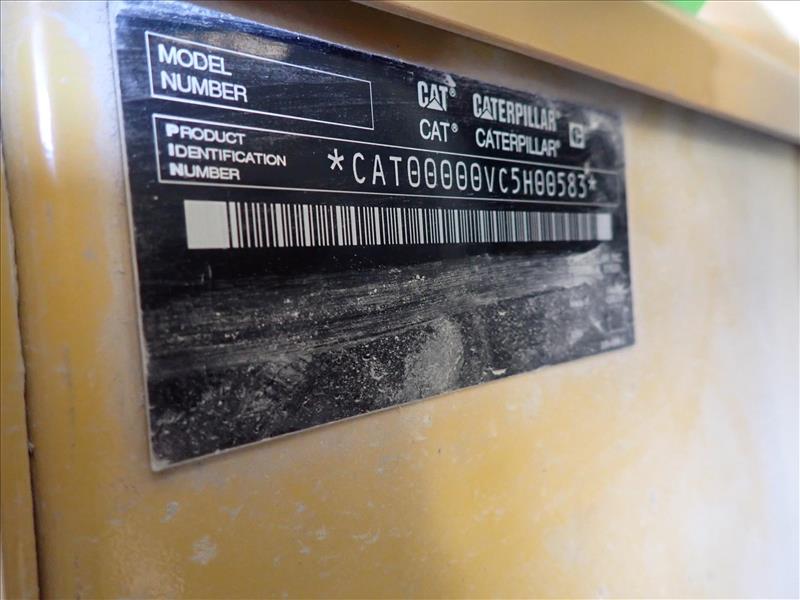 MODEL
NUMBER
CAT® CATERPILLAR®
CAT® CATERPILLAR® C
PRODUCT
IDENTIFICATION
NUMBER
*CAT00000VC5H00583*